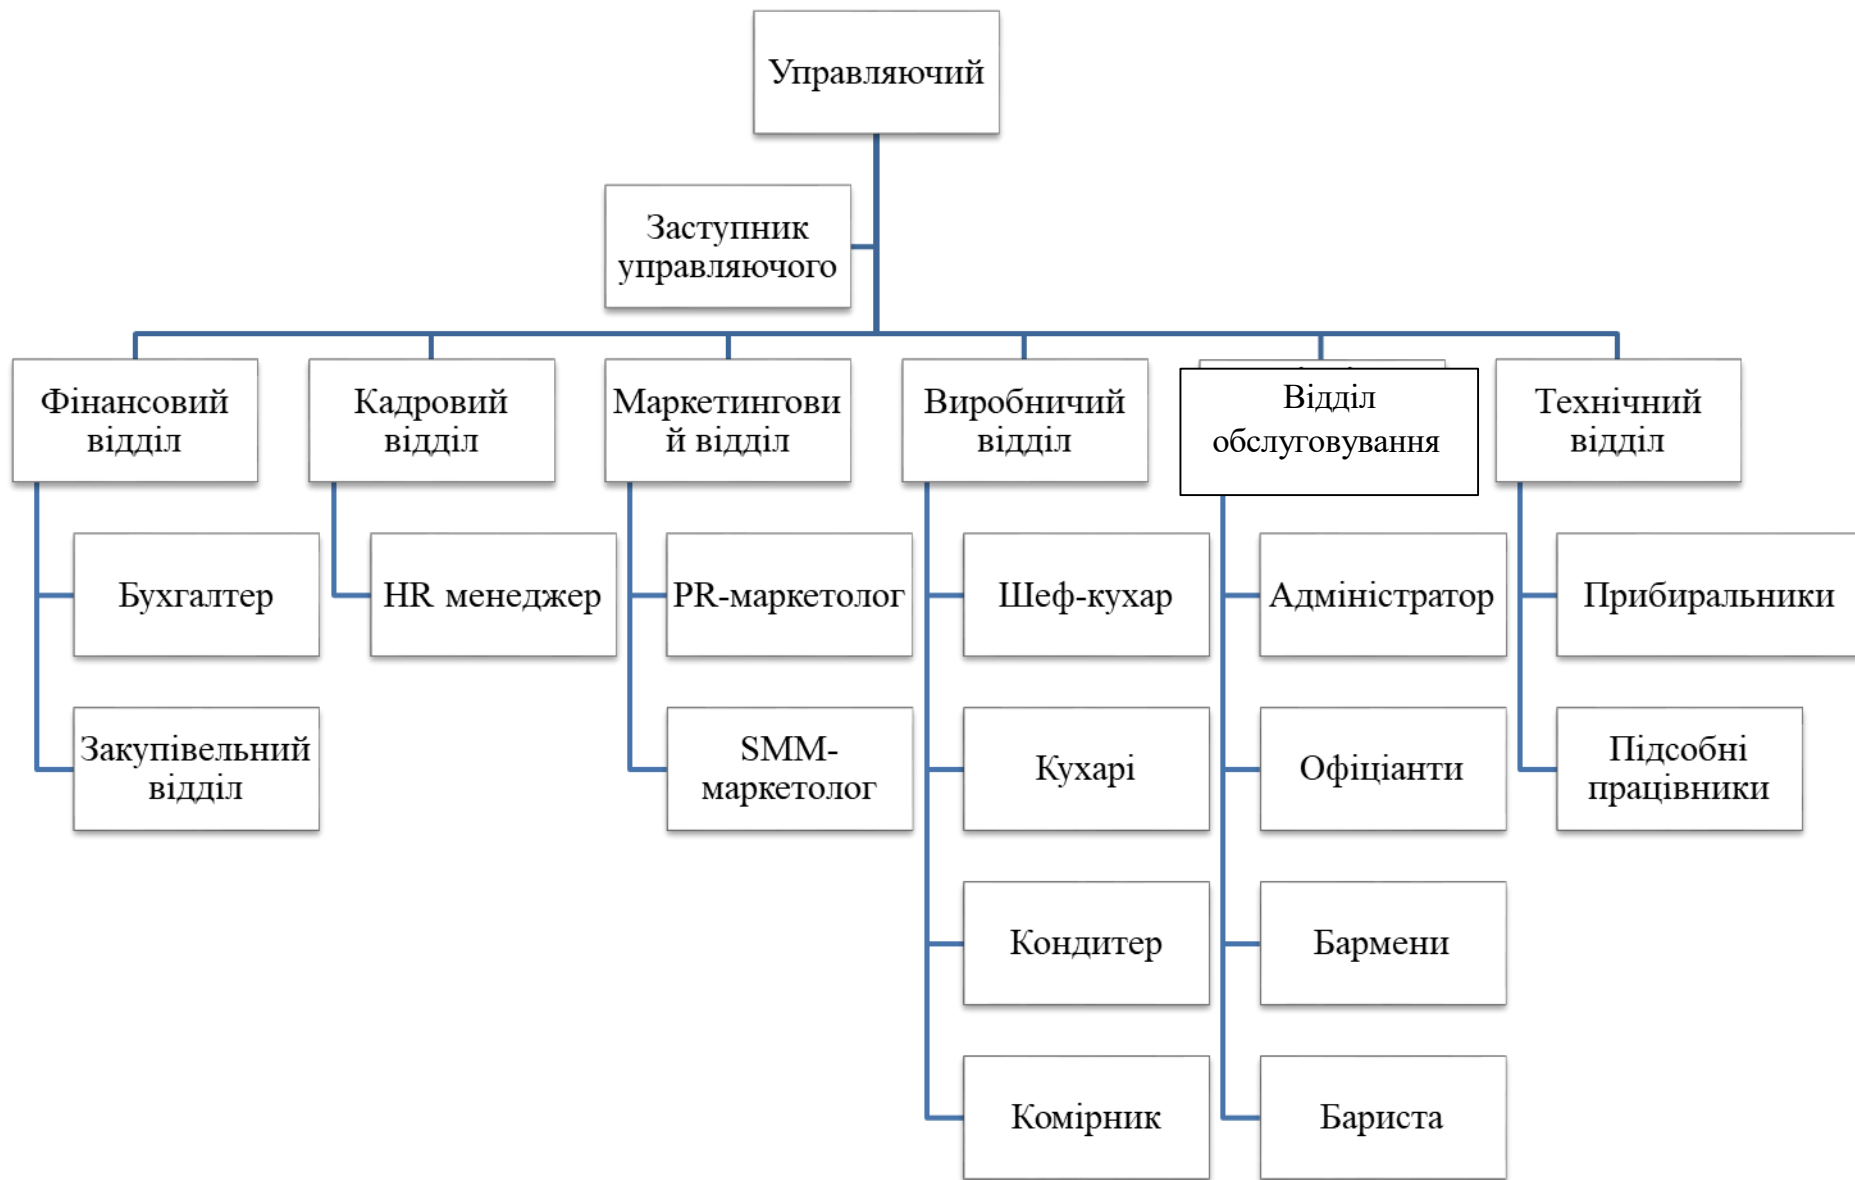 Управляючий
Заступник
управляючого
Фінансовий
відділ
Кадровий
відділ
Маркетингови
й відділ
Виробничий
відділ
Відділ
обслуговування
Технічний
відділ
Бухгалтер
HR менеджер
PR-маркетолог
Шеф-кухар
Адміністратор
Прибиральники
Закупівельний
відділ
SMM-
маркетолог
Кухарі
Офіціанти
Підсобні
працівники
Кондитер
Бармени
Комірник
Бариста